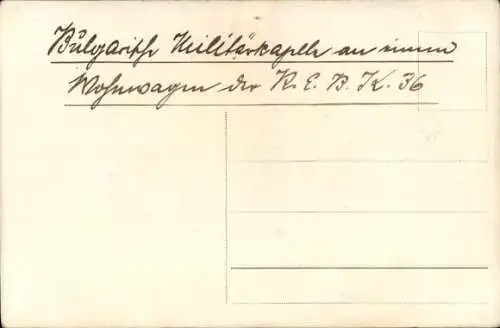 Bulgarische Militärkapelle an einem
Wohnwagen der K. E. B. K. 36